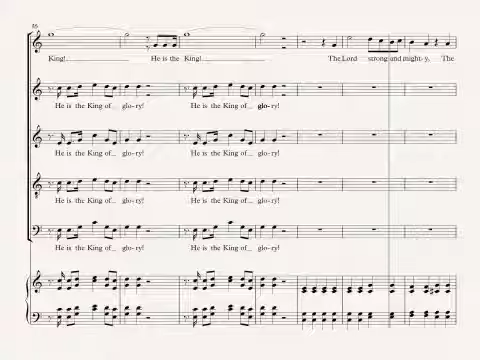 55
King! He is the King! The Lord strong and might-y, The
He is the King of glo-ry! He is the King of glo-ry!
He is the King of glo-ry! He is the King of glo-ry!
He is the King of glo-ry! He is the King of glo-ry!
He is the King of glo-ry! He is the King of glo-ry!